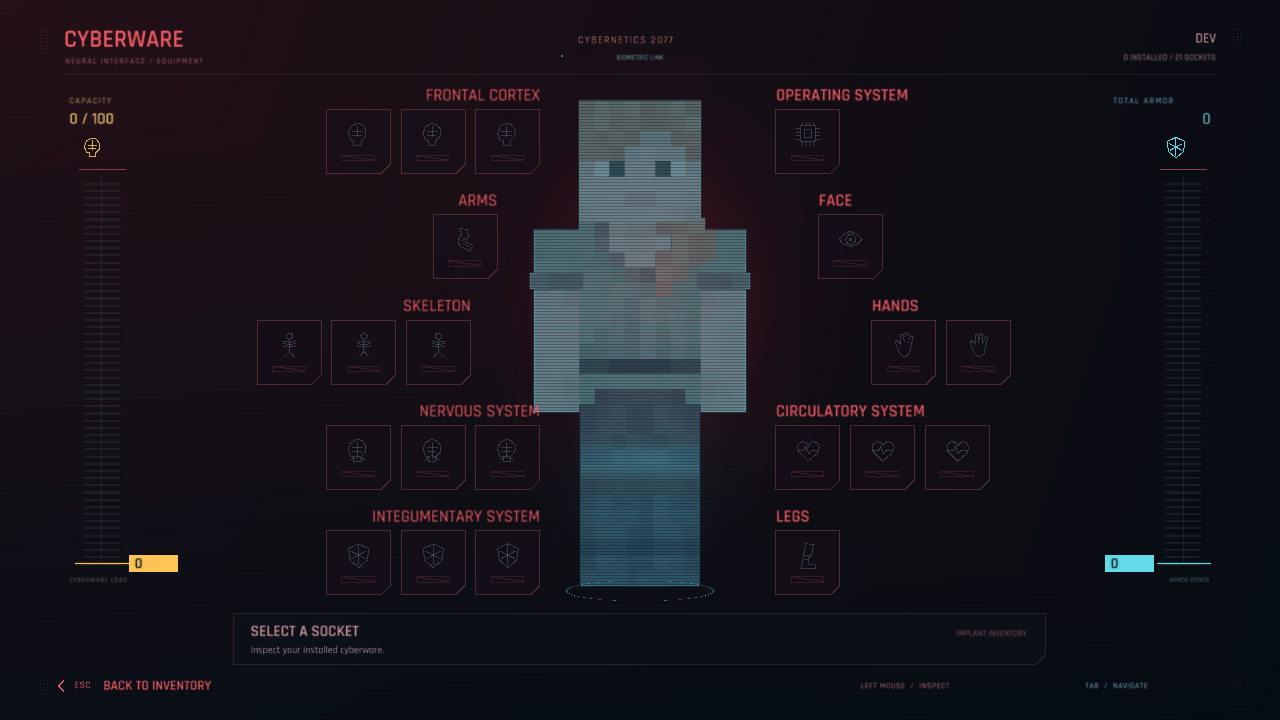 CYBERWARE
NEURAL INTERFACE / EQUIPMENT
CYBERNETICS 2077
BIOMETRIC LINK
DEV
0 INSTALLED / 21 SOCKETS
CAPACITY
0 / 100
TOTAL ARMOR
0
FRONTAL CORTEX
OPERATING SYSTEM
ARMS
FACE
SKELETON
HANDS
NERVOUS SYSTEM
CIRCULATORY SYSTEM
INTEGUMENTARY SYSTEM
LEGS
0
CYBERWARE LOAD
0
ARMOR POINTS
SELECT A SOCKET
Inspect your installed cyberware.
IMPLANT INVENTORY
ESC BACK TO INVENTORY
LEFT MOUSE / INSPECT
TAB / NAVIGATE